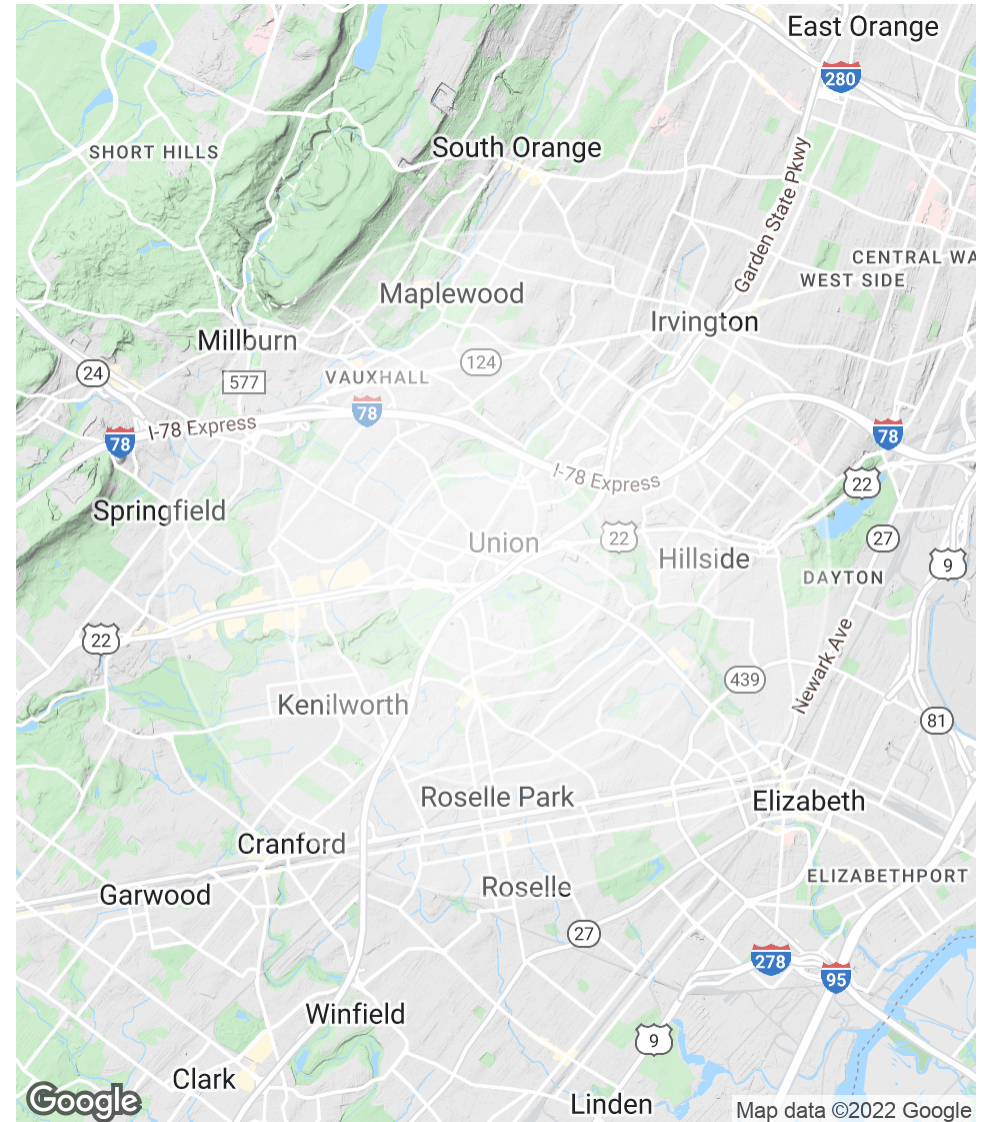 East Orange
280
SHORT HILLS
South Orange
Garden State Pkwy
CENTRAL WA
WEST SIDE
Maplewood
Irvington
Millburn
124
24
577
VAUXHALL
78
I-78 Express
78
78
I-78 Express
22
Springfield
Union
22
27
Hillside
9
DAYTON
22
Newark Ave
439
Kenilworth
81
Roselle Park
Elizabeth
Cranford
ELIZABETHPORT
Roselle
Garwood
27
278
95
Winfield
9
Clark
Google
Linden
Map data ©2022 Google